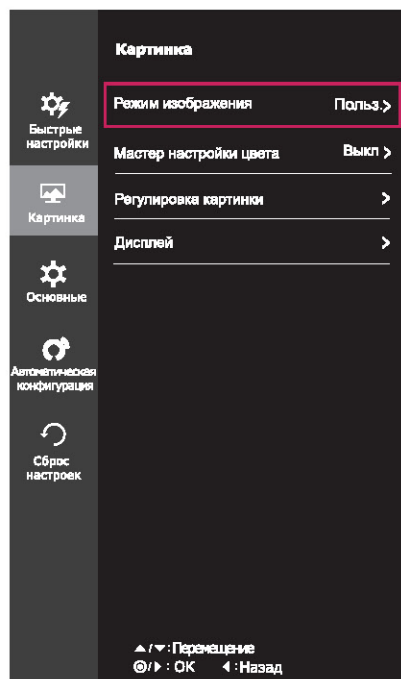 Картинка
Быстрые
настройки
Картинка
Основные
Автоматическая
конфигурация
Сброс
настроек
Режим изображения Польз.>
Мастер настройки цвета Выкл >
Регулировка картинки >
Дисплей >
▲/▼:Перемещение
◎/▶: OK ◀:Назад